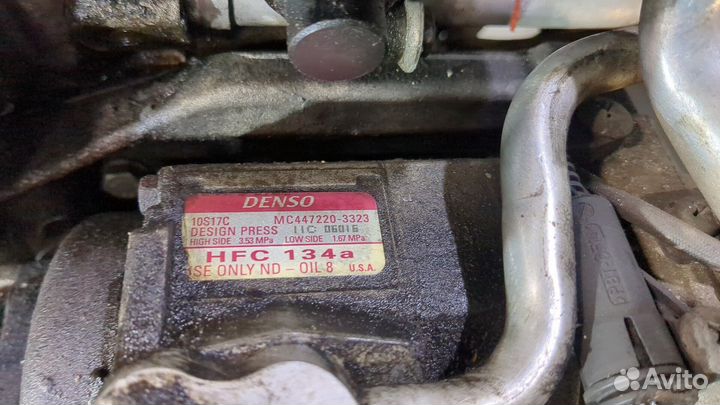 DENSO
10S17C MC447220-3323
DESIGN PRESS 11C 06016
HIGH SIDE 3.53 MPa LOW SIDE 1.67 MPa
HFC 134a
USE ONLY ND - OIL 8 U.S.A.
Avito